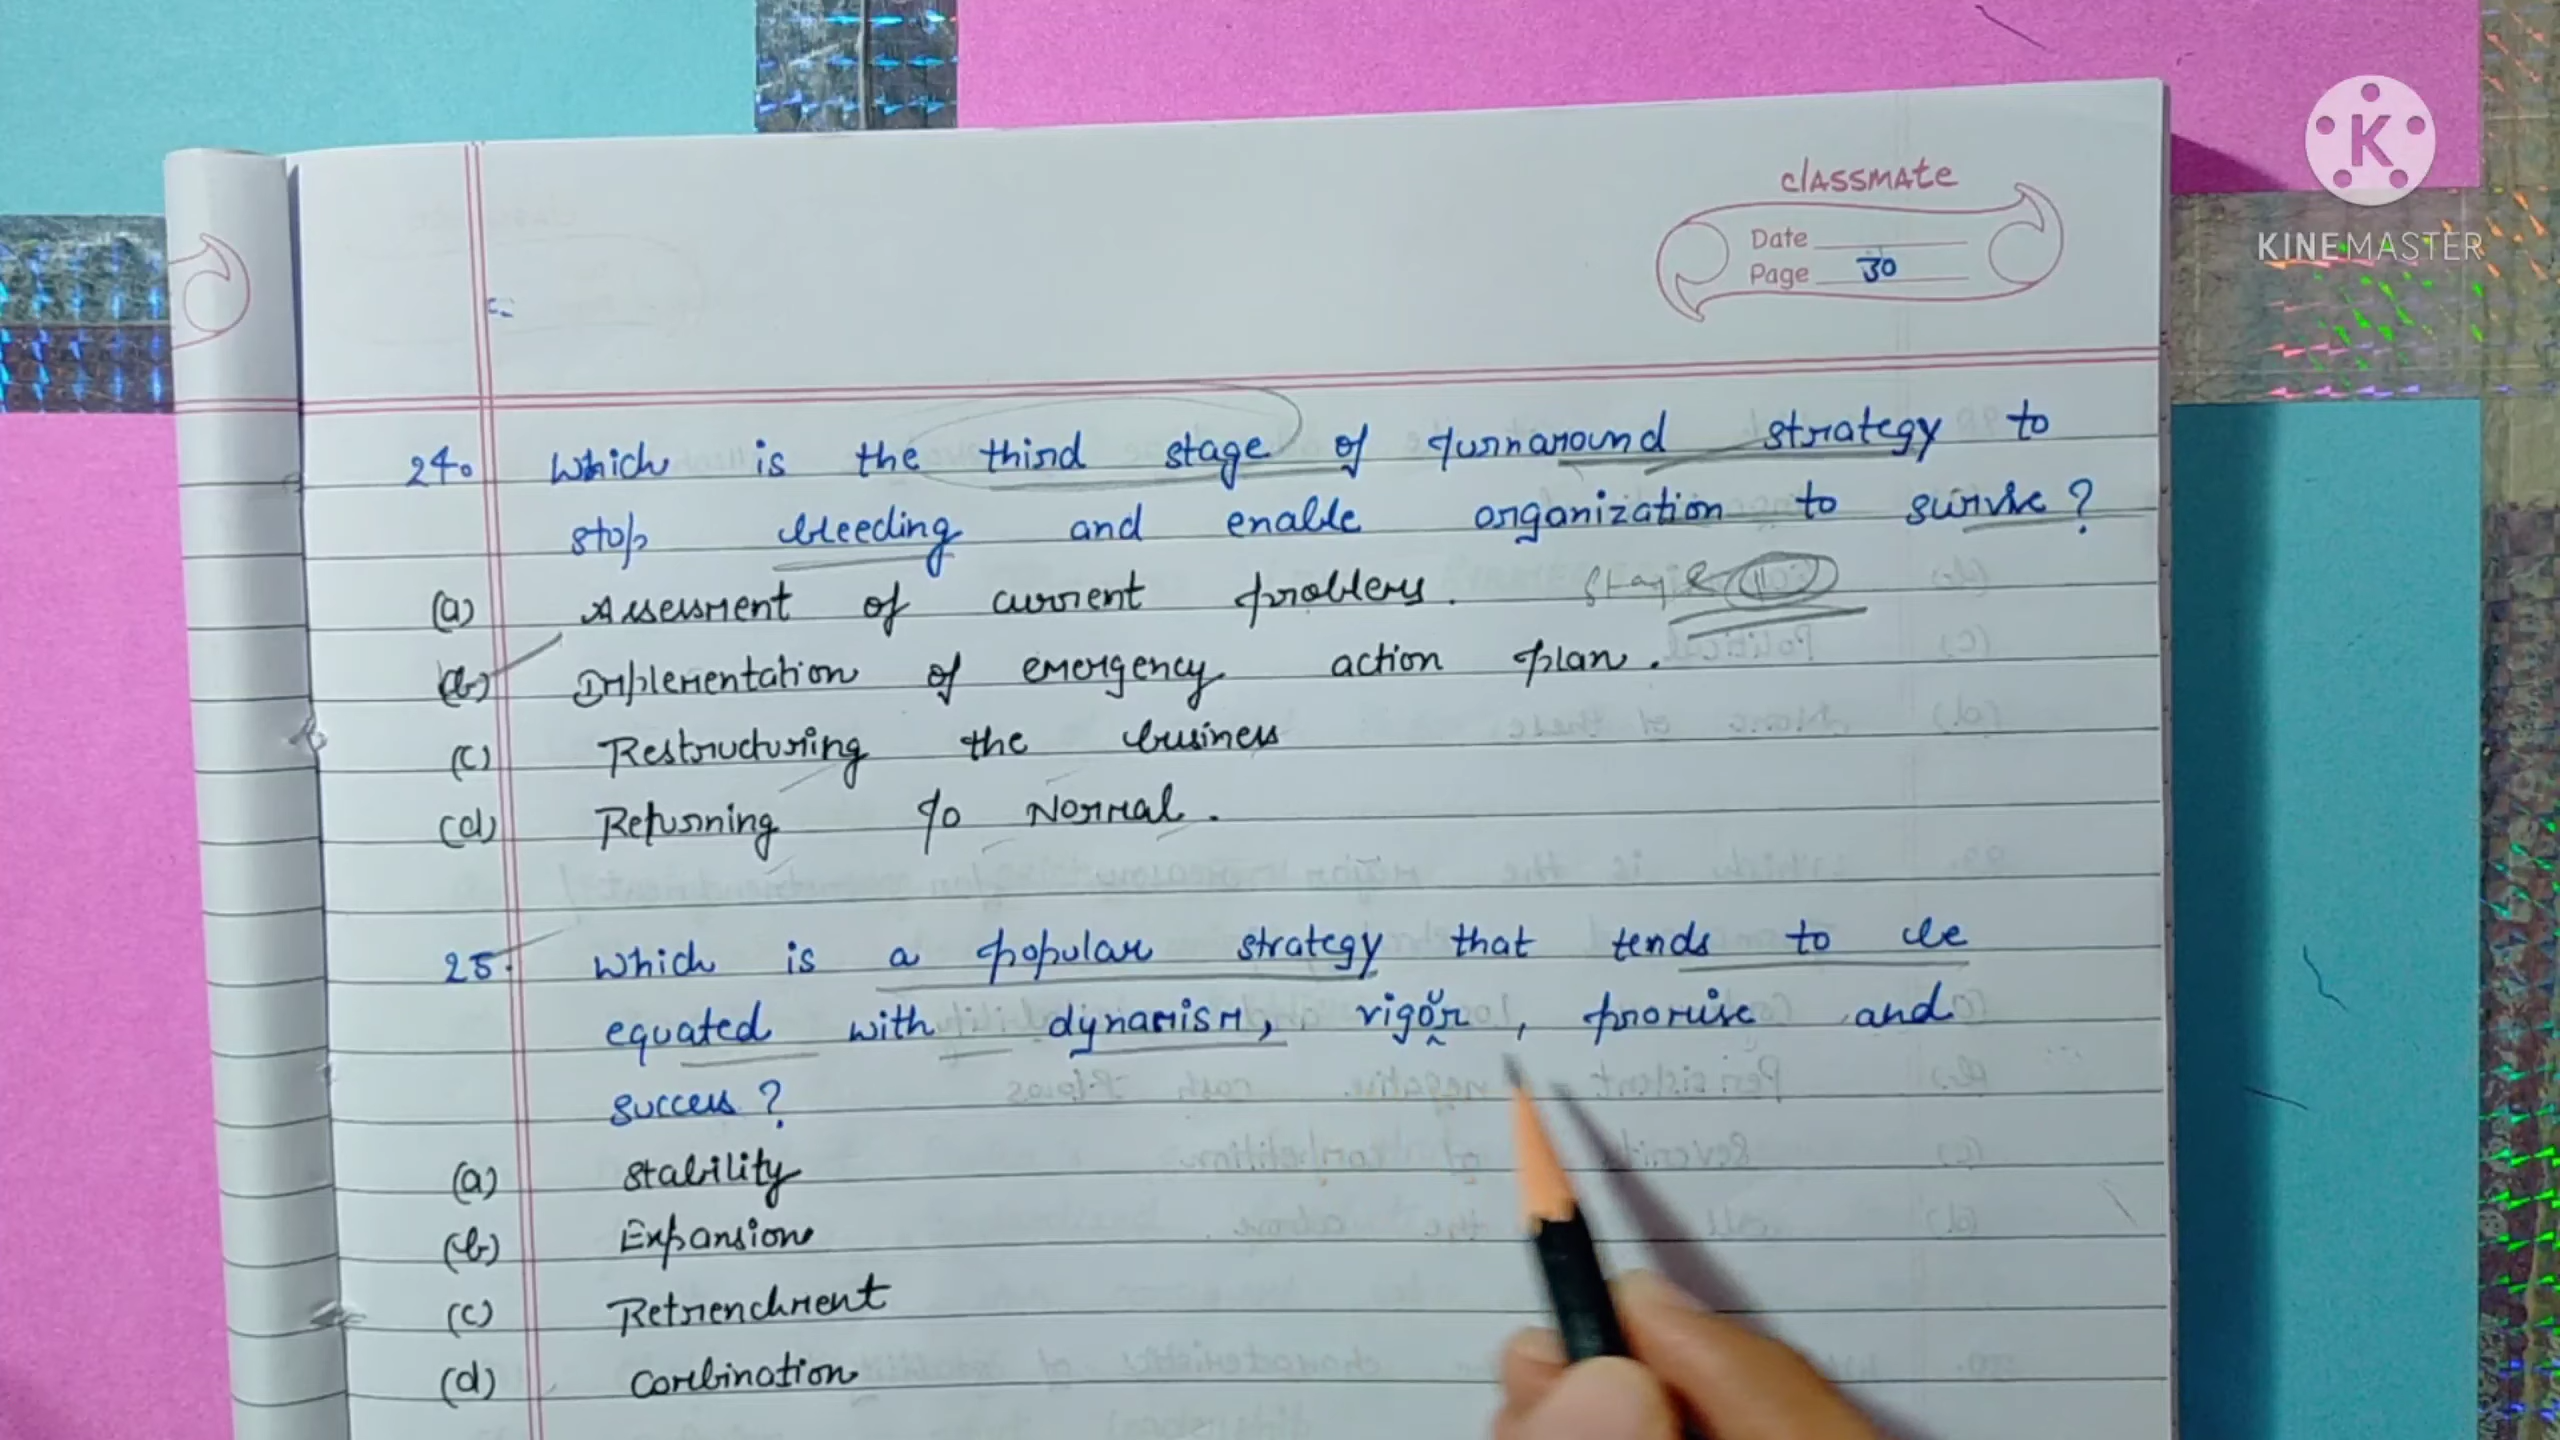 classmate
Date
Page 30
KINEMASTER
24. Which is the third stage of turnaround strategy to
stop bleeding and enable organization to survive?
(a) Assessment of current problems. Stage
(b) Implementation of emergency action plan.
(c) Restructuring the business
(d) Returning to Normal.
25. Which is a popular strategy that tends to be
equated with dynamism, rigor, promise and
success?
(a) Stability
(b) Expansion
(c) Retrenchment
(d) Combination